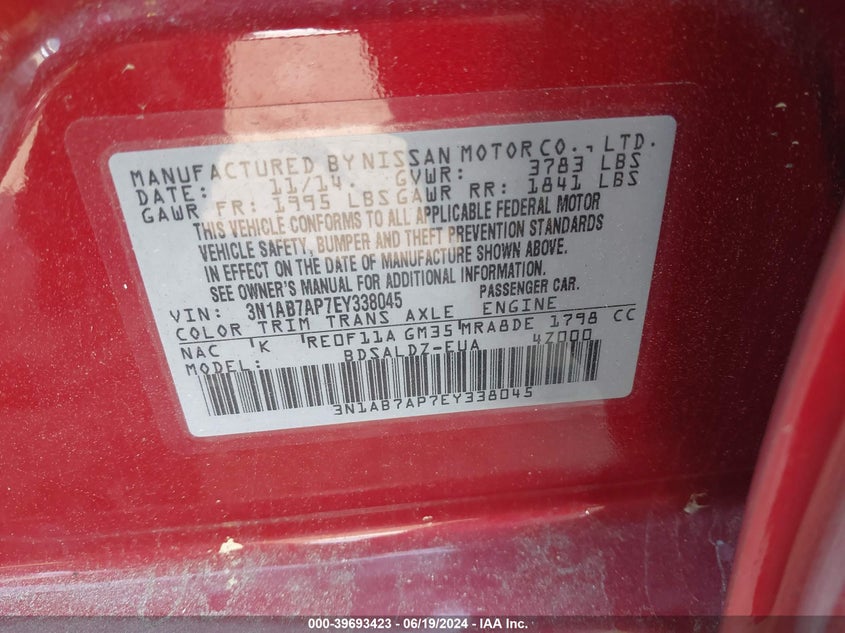 MANUFACTURED BY NISSAN MOTOR CO., LTD.
DATE: 11/14. GVWR: 3783 LBS
GAWR FR: 1995 LBS GAWR RR: 1841 LBS
THIS VEHICLE CONFORMS TO ALL APPLICABLE FEDERAL MOTOR
VEHICLE SAFETY, BUMPER AND THEFT PREVENTION STANDARDS
IN EFFECT ON THE DATE OF MANUFACTURE SHOWN ABOVE.
SEE OWNER'S MANUAL FOR ADDITIONAL INFORMATION.
VIN: 3N1AB7AP7EY338045 PASSENGER CAR.
COLOR TRIM TRANS AXLE ENGINE
NAC K RE0F11A GM35 MRA8DE 1798 CC
MODEL: BDSALDZ-EUA 4Z000
3N1AB7AP7EY338045
000-39693423 - 06/19/2024 - IAA Inc.